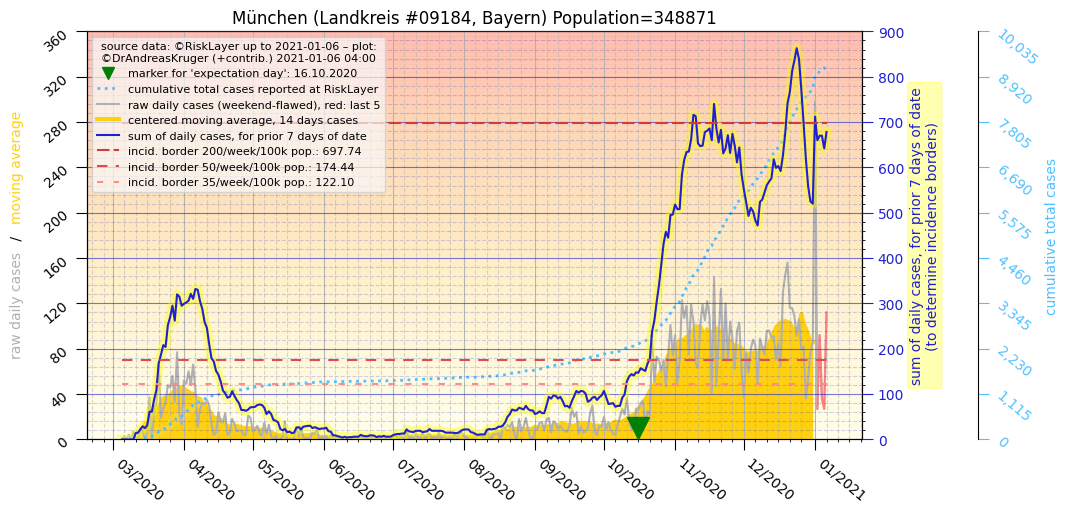 München (Landkreis #09184, Bayern) Population=348871
source data: ©RiskLayer up to 2021-01-06 – plot:
©DrAndreasKruger (+contrib.) 2021-01-06 04:00
marker for 'expectation day': 16.10.2020
cumulative total cases reported at RiskLayer
raw daily cases (weekend-flawed), red: last 5
centered moving average, 14 days cases
sum of daily cases, for prior 7 days of date
incid. border 200/week/100k pop.: 697.74
incid. border 50/week/100k pop.: 174.44
incid. border 35/week/100k pop.: 122.10
raw daily cases / moving average
360
320
280
240
200
160
120
80
40
0
03/2020
04/2020
05/2020
06/2020
07/2020
08/2020
09/2020
10/2020
11/2020
12/2020
01/2021
900
800
700
600
500
400
300
200
100
0
sum of daily cases, for prior 7 days of date
(to determine incidence borders)
10,035
8,920
7,805
6,690
5,575
4,460
3,345
2,230
1,115
0
cumulative total cases